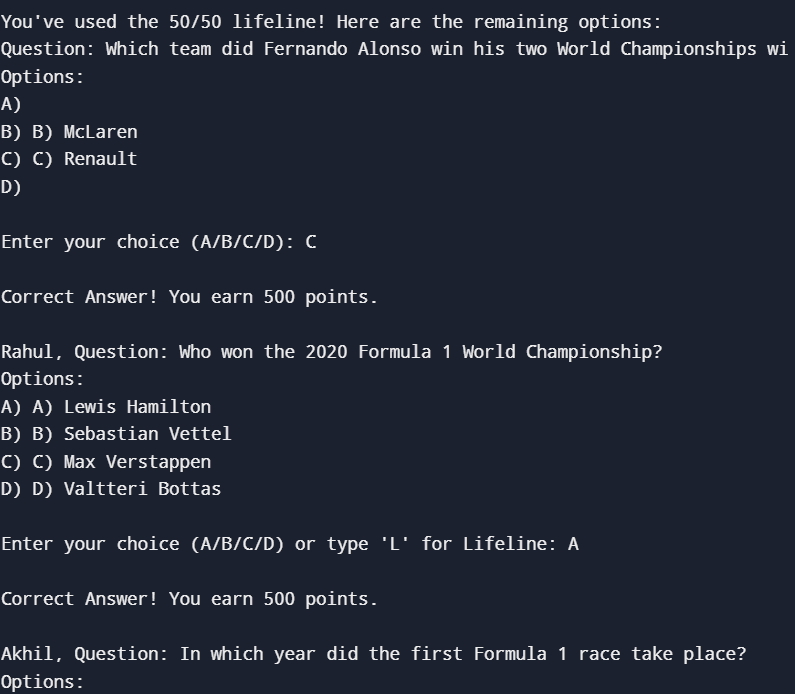 You've used the 50/50 lifeline! Here are the remaining options:
Question: Which team did Fernando Alonso win his two World Championships wi
Options:
A)
B) B) McLaren
C) C) Renault
D)
Enter your choice (A/B/C/D): C
Correct Answer! You earn 500 points.
Rahul, Question: Who won the 2020 Formula 1 World Championship?
Options:
A) A) Lewis Hamilton
B) B) Sebastian Vettel
C) C) Max Verstappen
D) D) Valtteri Bottas
Enter your choice (A/B/C/D) or type 'L' for Lifeline: A
Correct Answer! You earn 500 points.
Akhil, Question: In which year did the first Formula 1 race take place?
Options: